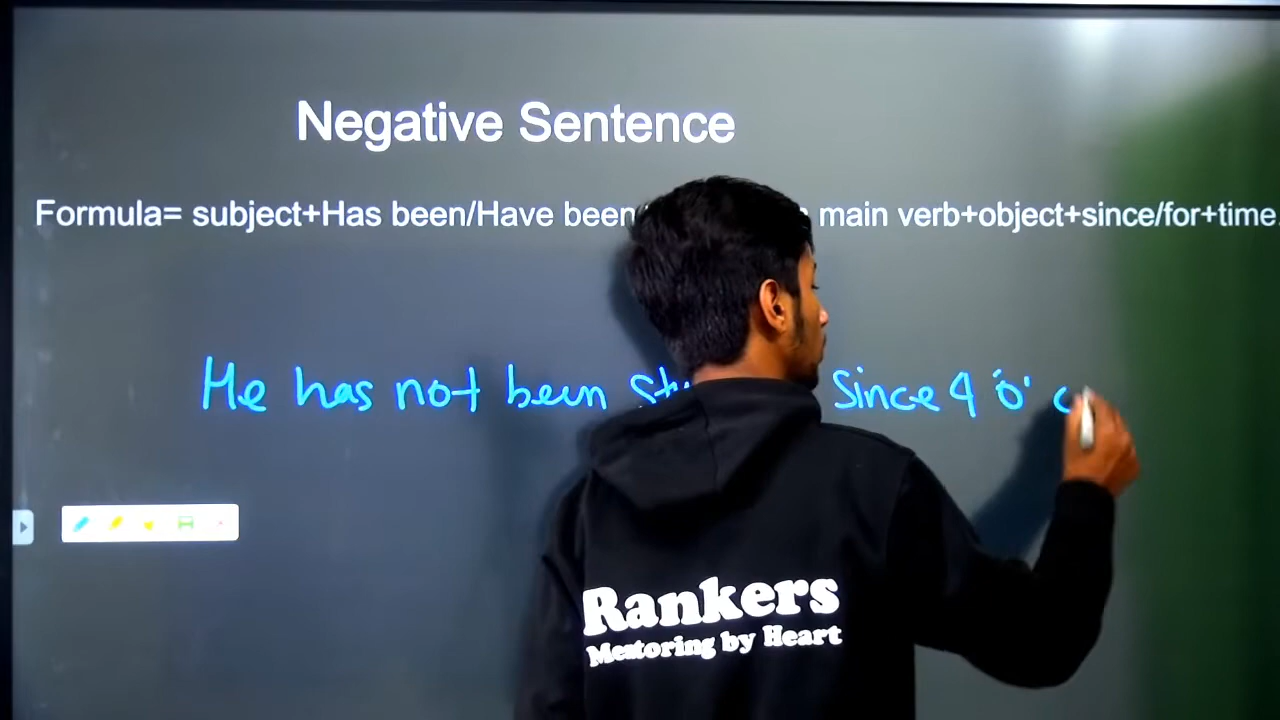 Negative Sentence
Formula= subject+Has been/Have been main verb+object+since/for+time.
He has not been Since 4 'o'
Rankers
Mentoring by Heart